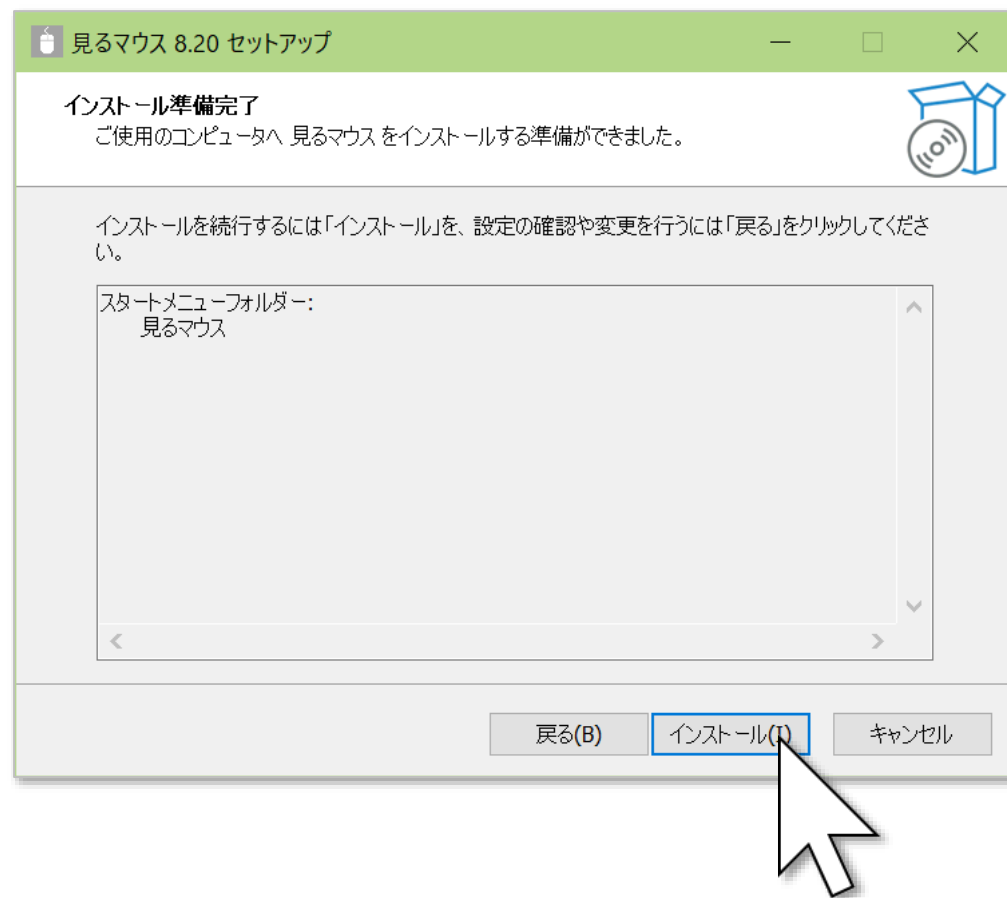 見るマウス 8.20 セットアップ
インストール準備完了
ご使用のコンピュータへ 見るマウス をインストールする準備ができました。
インストールを続行するには「インストール」を、設定の確認や変更を行うには「戻る」をクリックしてくださ
い。
スタートメニューフォルダー:
見るマウス
戻る(B) インストール(I) キャンセル